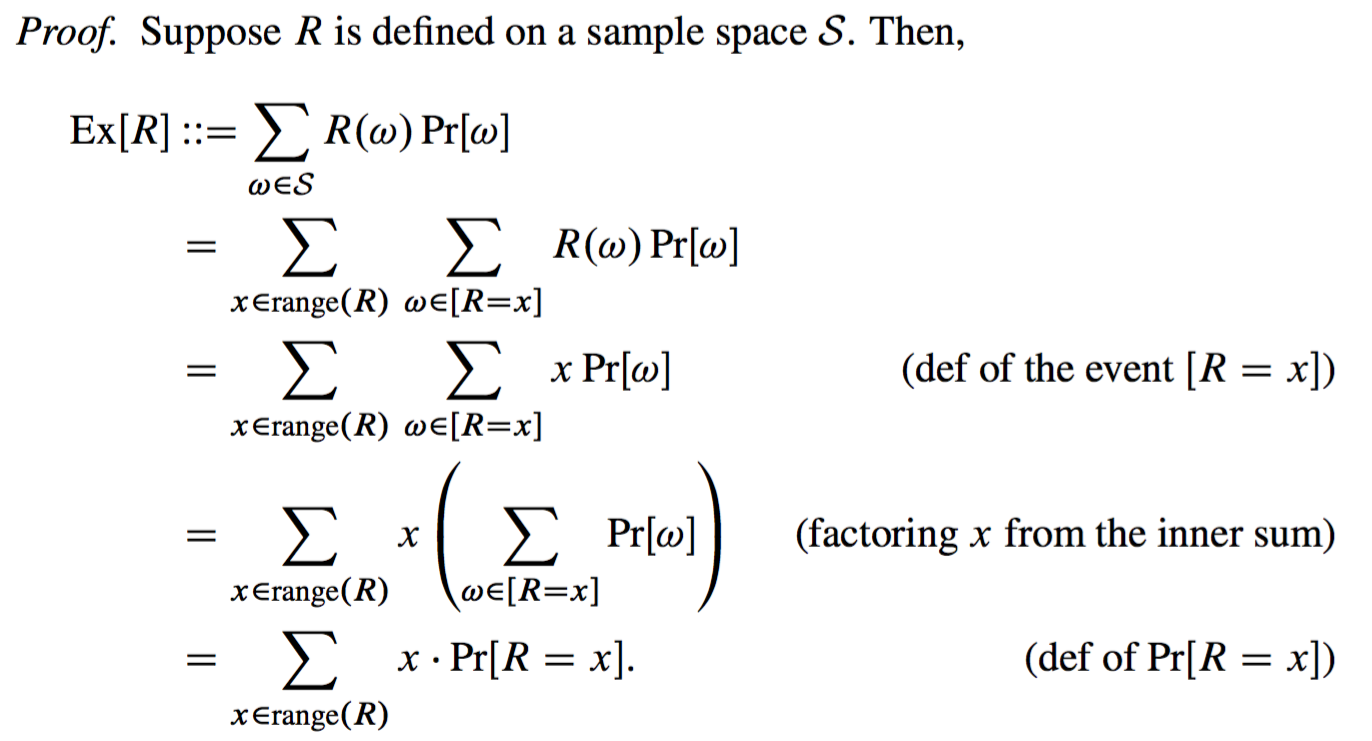 Proof. Suppose R is defined on a sample space 𝒮. Then,
Ex[R] ::= ∑_{ω∈𝒮} R(ω) Pr[ω]
= ∑_{x∈range(R)} ∑_{ω∈[R=x]} R(ω) Pr[ω]
= ∑_{x∈range(R)} ∑_{ω∈[R=x]} x Pr[ω] (def of the event [R = x])
= ∑_{x∈range(R)} x (∑_{ω∈[R=x]} Pr[ω]) (factoring x from the inner sum)
= ∑_{x∈range(R)} x · Pr[R = x]. (def of Pr[R = x])